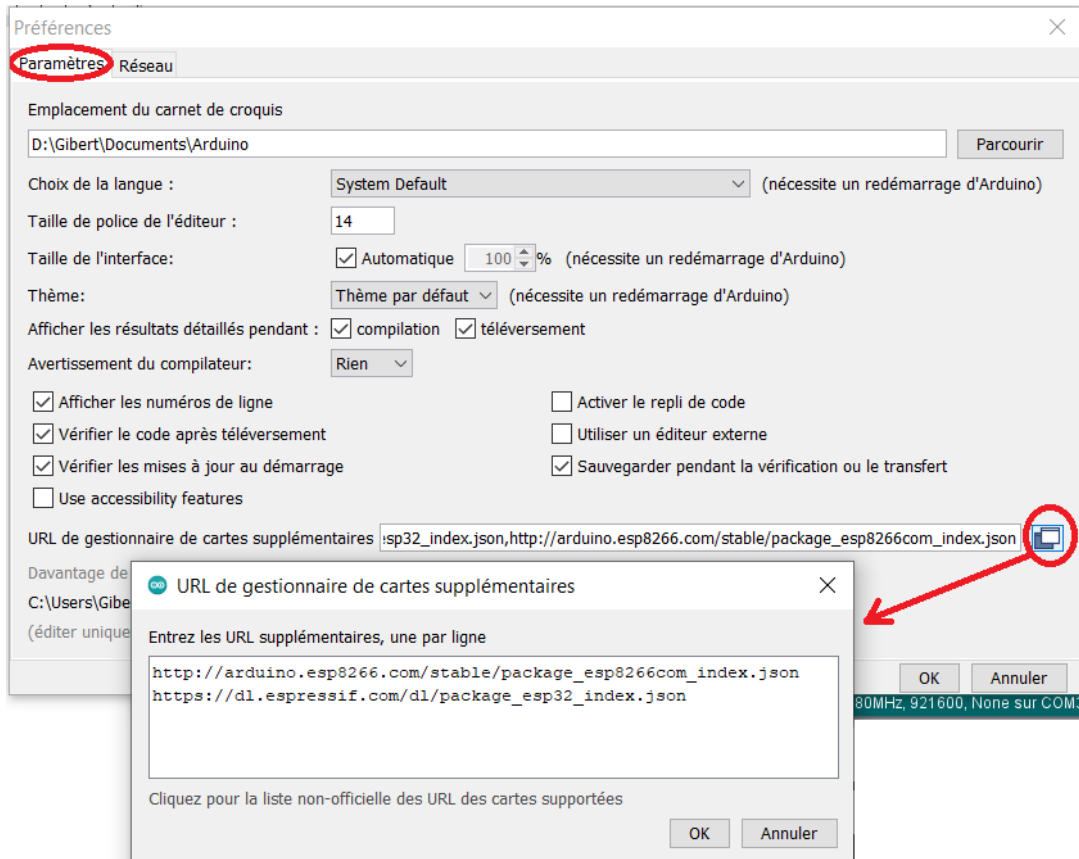 Préférences
Paramètres Réseau
Emplacement du carnet de croquis
D:\Gibert\Documents\Arduino Parcourir
Choix de la langue : System Default (nécessite un redémarrage d'Arduino)
Taille de police de l'éditeur : 14
Taille de l'interface: Automatique 100 % (nécessite un redémarrage d'Arduino)
Thème: Thème par défaut (nécessite un redémarrage d'Arduino)
Afficher les résultats détaillés pendant : compilation téléversement
Avertissement du compilateur: Rien
Afficher les numéros de ligne Activer le repli de code
Vérifier le code après téléversement Utiliser un éditeur externe
Vérifier les mises à jour au démarrage Sauvegarder pendant la vérification ou le transfert
Use accessibility features
URL de gestionnaire de cartes supplémentaires esp32_index.json,http://arduino.esp8266.com/stable/package_esp8266com_index.json
Davantage de
C:\Users\Gibe
(éditer unique
OK Annuler
80MHz, 921600, None sur COM3
URL de gestionnaire de cartes supplémentaires
Entrez les URL supplémentaires, une par ligne
http://arduino.esp8266.com/stable/package_esp8266com_index.json
https://dl.espressif.com/dl/package_esp32_index.json
Cliquez pour la liste non-officielle des URL des cartes supportées
OK Annuler